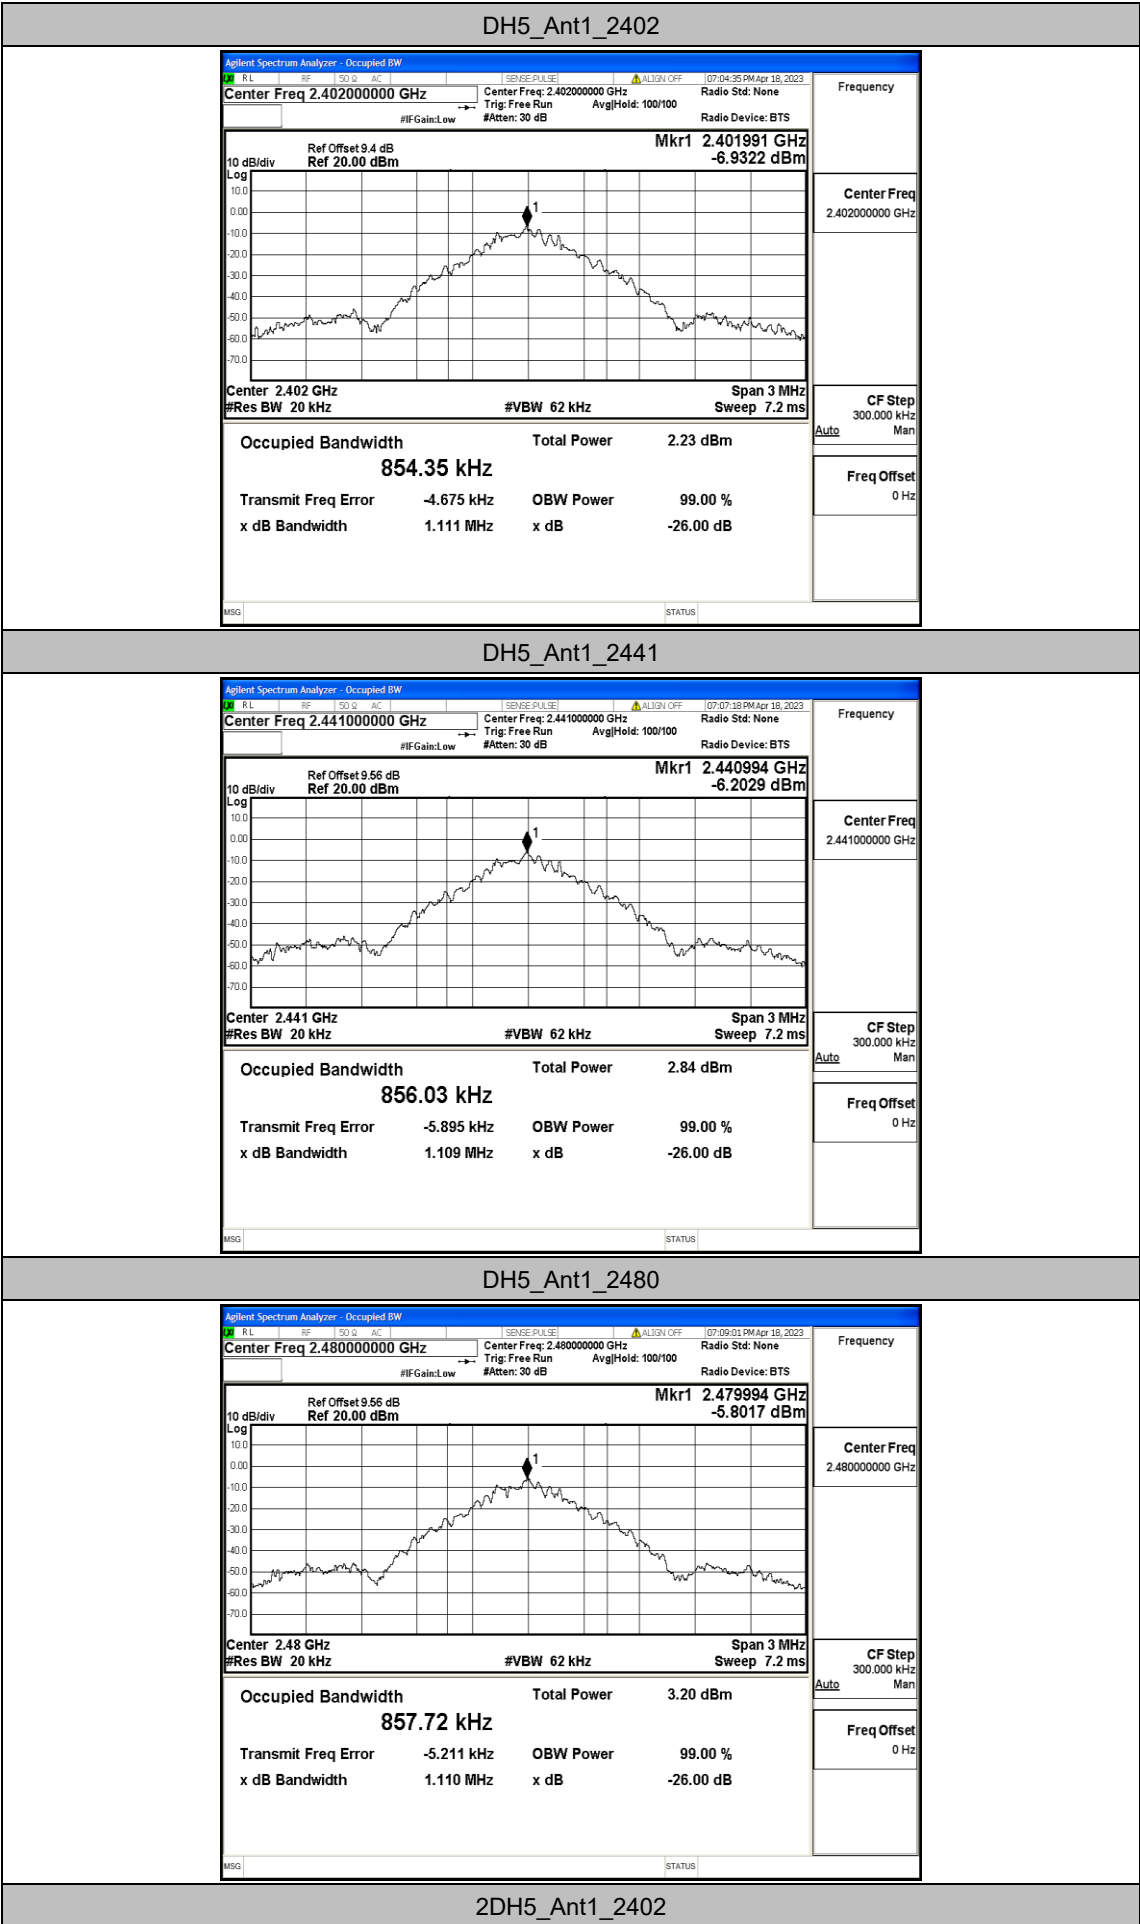 DH5_Ant1_2402
Agilent Spectrum Analyzer - Occupied BW
LXI RL RF 50 Ω AC SENSE:PULSE ALIGN OFF 07:04:35 PM Apr 18, 2023
Center Freq 2.402000000 GHz
Center Freq: 2.402000000 GHz Radio Std: None
Trig: Free Run Avg|Hold: 100/100
#IFGain:Low #Atten: 30 dB Radio Device: BTS
Mkr1 2.401991 GHz
-6.9322 dBm
Ref Offset 9.4 dB
10 dB/div Ref 20.00 dBm
Log
10.0
0.00
-10.0
-20.0
-30.0
-40.0
-50.0
-60.0
-70.0
1
Center 2.402 GHz Span 3 MHz
#Res BW 20 kHz #VBW 62 kHz Sweep 7.2 ms
Occupied Bandwidth Total Power 2.23 dBm
854.35 kHz
Transmit Freq Error -4.675 kHz OBW Power 99.00 %
x dB Bandwidth 1.111 MHz x dB -26.00 dB
MSG STATUS
Frequency
Center Freq
2.402000000 GHz
CF Step
300.000 kHz
Auto Man
Freq Offset
0 Hz
DH5_Ant1_2441
Agilent Spectrum Analyzer - Occupied BW
LXI RL RF 50 Ω AC SENSE:PULSE ALIGN OFF 07:07:18 PM Apr 18, 2023
Center Freq 2.441000000 GHz
Center Freq: 2.441000000 GHz Radio Std: None
Trig: Free Run Avg|Hold: 100/100
#IFGain:Low #Atten: 30 dB Radio Device: BTS
Mkr1 2.440994 GHz
-6.2029 dBm
Ref Offset 9.56 dB
10 dB/div Ref 20.00 dBm
Log
10.0
0.00
-10.0
-20.0
-30.0
-40.0
-50.0
-60.0
-70.0
1
Center 2.441 GHz Span 3 MHz
#Res BW 20 kHz #VBW 62 kHz Sweep 7.2 ms
Occupied Bandwidth Total Power 2.84 dBm
856.03 kHz
Transmit Freq Error -5.895 kHz OBW Power 99.00 %
x dB Bandwidth 1.109 MHz x dB -26.00 dB
MSG STATUS
Frequency
Center Freq
2.441000000 GHz
CF Step
300.000 kHz
Auto Man
Freq Offset
0 Hz
DH5_Ant1_2480
Agilent Spectrum Analyzer - Occupied BW
LXI RL RF 50 Ω AC SENSE:PULSE ALIGN OFF 07:09:01 PM Apr 18, 2023
Center Freq 2.480000000 GHz
Center Freq: 2.480000000 GHz Radio Std: None
Trig: Free Run Avg|Hold: 100/100
#IFGain:Low #Atten: 30 dB Radio Device: BTS
Mkr1 2.479994 GHz
-5.8017 dBm
Ref Offset 9.56 dB
10 dB/div Ref 20.00 dBm
Log
10.0
0.00
-10.0
-20.0
-30.0
-40.0
-50.0
-60.0
-70.0
1
Center 2.48 GHz Span 3 MHz
#Res BW 20 kHz #VBW 62 kHz Sweep 7.2 ms
Occupied Bandwidth Total Power 3.20 dBm
857.72 kHz
Transmit Freq Error -5.211 kHz OBW Power 99.00 %
x dB Bandwidth 1.110 MHz x dB -26.00 dB
MSG STATUS
Frequency
Center Freq
2.480000000 GHz
CF Step
300.000 kHz
Auto Man
Freq Offset
0 Hz
2DH5_Ant1_2402